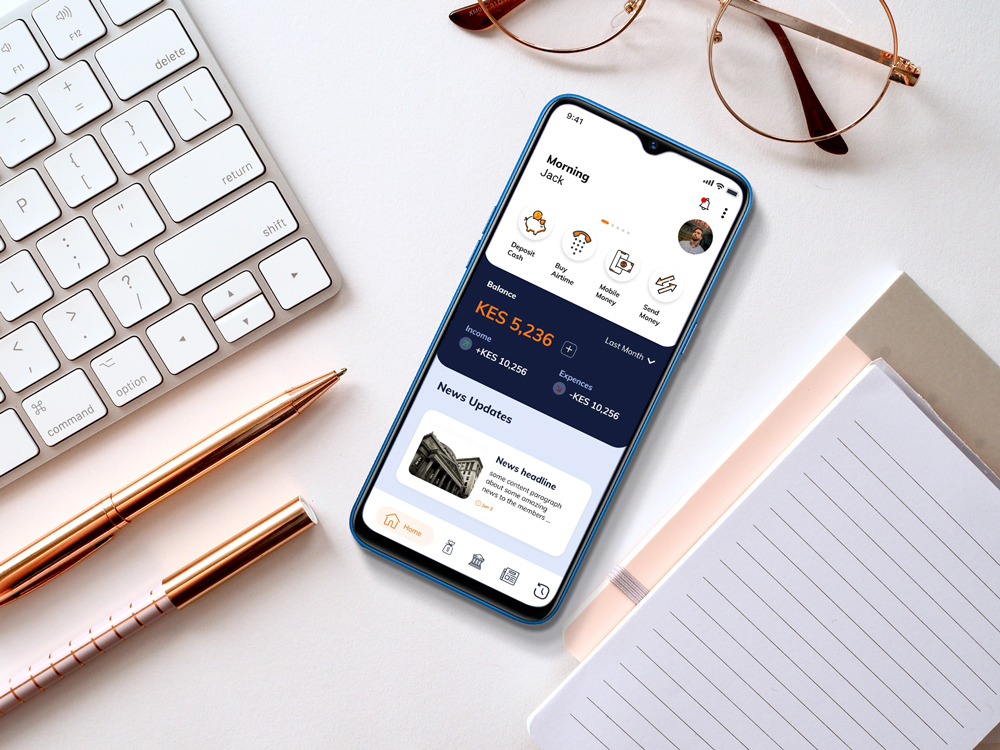 F11
F12
delete
–
-
+
=
P
{
[
}
]
|
\
L
:
;
"
'
return
<
,
>
.
?
/
shift
⌘
command
⌥
option
9:41
Morning
Jack
Deposit
Cash
Buy
Airtime
Mobile
Money
Send
Money
Balance
KES 5,236
Last Month
Income
+KES 10,256
Expences
-KES 10,256
News Updates
News headline
some content paragraph
about some amazing
news to the members ...
Jun 3
Home